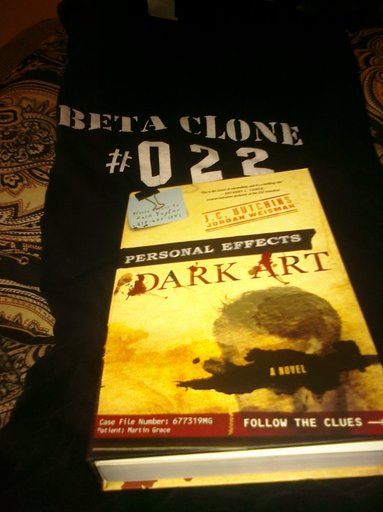 BETA CLONE
#022
J.C. HUTCHINS
JORDAN WEISMAN
PERSONAL EFFECTS
DARK ART
A NOVEL
Case File Number: 677319MG
Patient: Martin Grace
FOLLOW THE CLUES